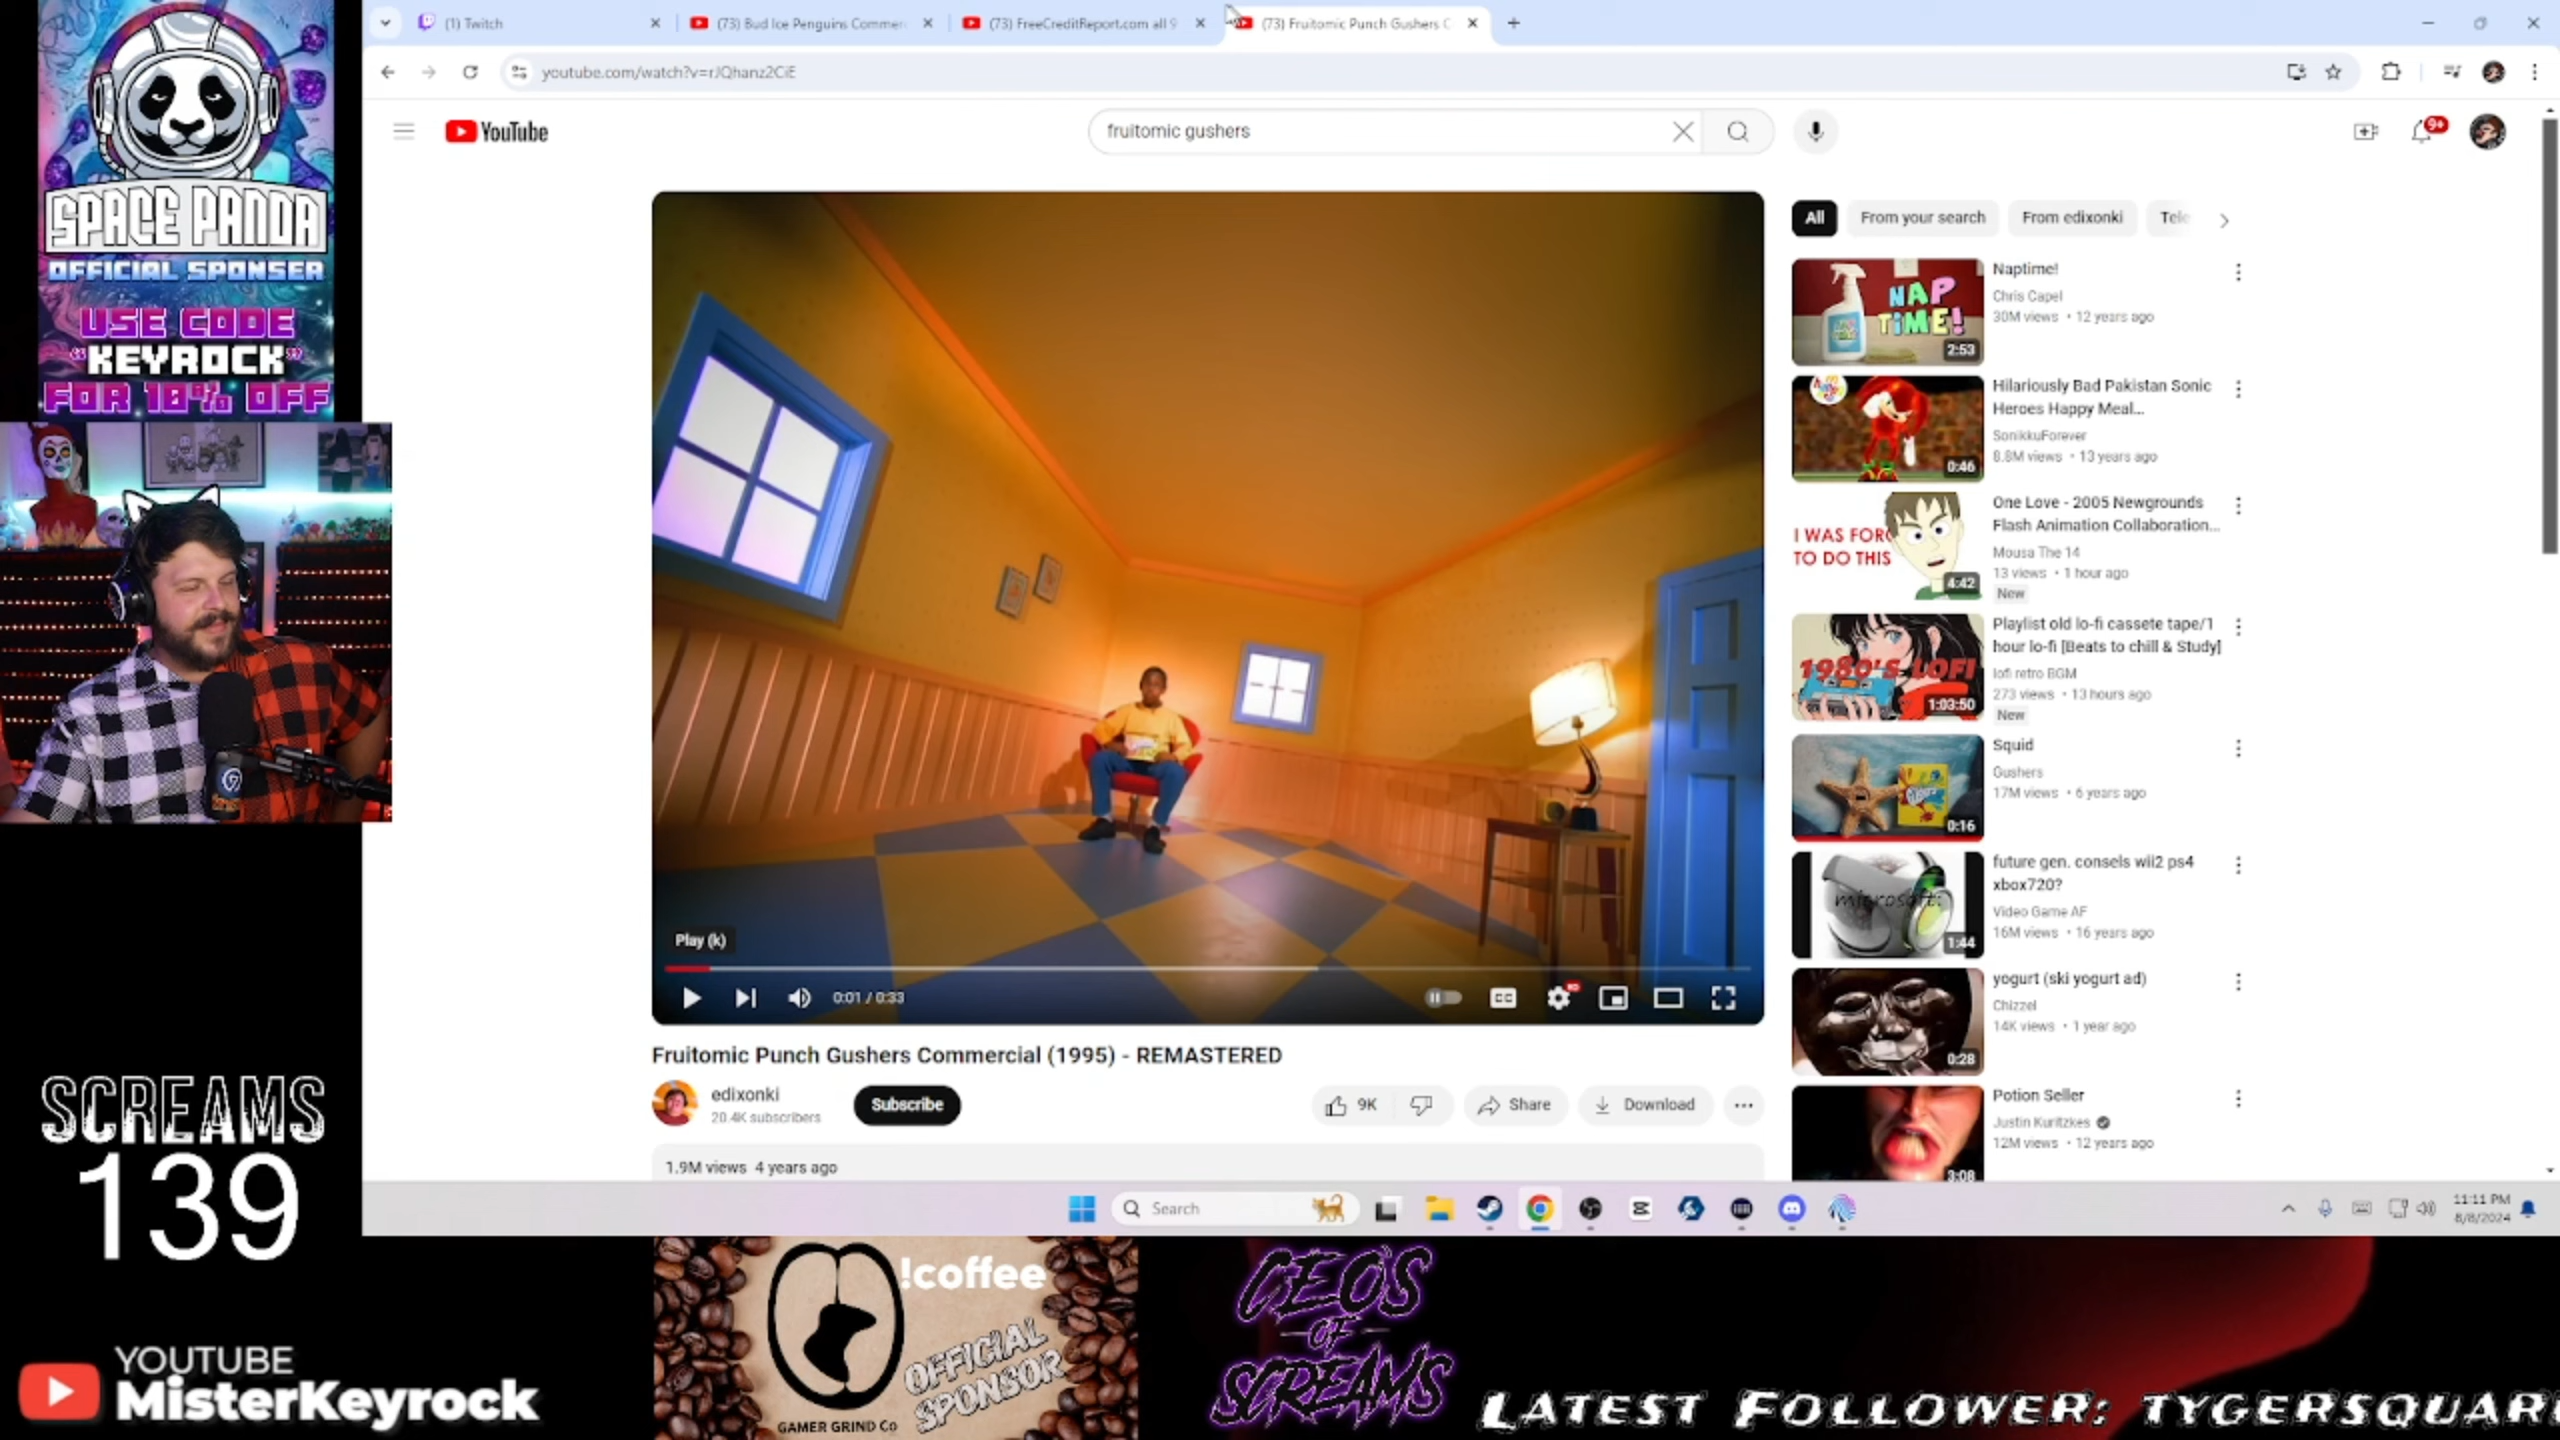 SPACE PANDA
OFFICIAL SPONSER
USE CODE
"KEYROCK"
FOR 10% OFF
SCREAMS
139
YOUTUBE
MisterKeyrock
(1) Twitch
(73) Bud Ice Penguins Commer
(73) FreeCreditReport.com all 9
(73) Fruitomic Punch Gushers C
youtube.com/watch?v=rJQhanz2CiE
YouTube
fruitomic gushers
9+
Play (k)
0:01 / 0:33
CC
HD
Fruitomic Punch Gushers Commercial (1995) - REMASTERED
edixonki
20.4K subscribers
Subscribe
9K
Share
Download
1.9M views 4 years ago
All
From your search
From edixonki
Tele
NAP
TIME!
2:53
Naptime!
Chris Capel
30M views • 12 years ago
0:46
Hilariously Bad Pakistan Sonic
Heroes Happy Meal...
SonikkuForever
8.8M views • 13 years ago
I WAS FORC
TO DO THIS
4:42
One Love - 2005 Newgrounds
Flash Animation Collaboration...
Mousa The 14
13 views • 1 hour ago
New
1980'S LOFI
1:03:50
Playlist old lo-fi cassete tape/1
hour lo-fi [Beats to chill & Study]
lofi retro BGM
273 views • 13 hours ago
New
0:16
Squid
Gushers
17M views • 6 years ago
microsoft:
1:44
future gen. consels wii2 ps4
xbox720?
Video Game AF
16M views • 16 years ago
0:28
yogurt (ski yogurt ad)
Chizzel
14K views • 1 year ago
3:08
Potion Seller
Justin Kuritzkes
12M views • 12 years ago
Search
11:11 PM
8/8/2024
!coffee
OFFICIAL
SPONSOR
GAMER GRIND Co
CEO'S
OF
SCREAMS
LATEST FOLLOWER: TYGERSQUAR